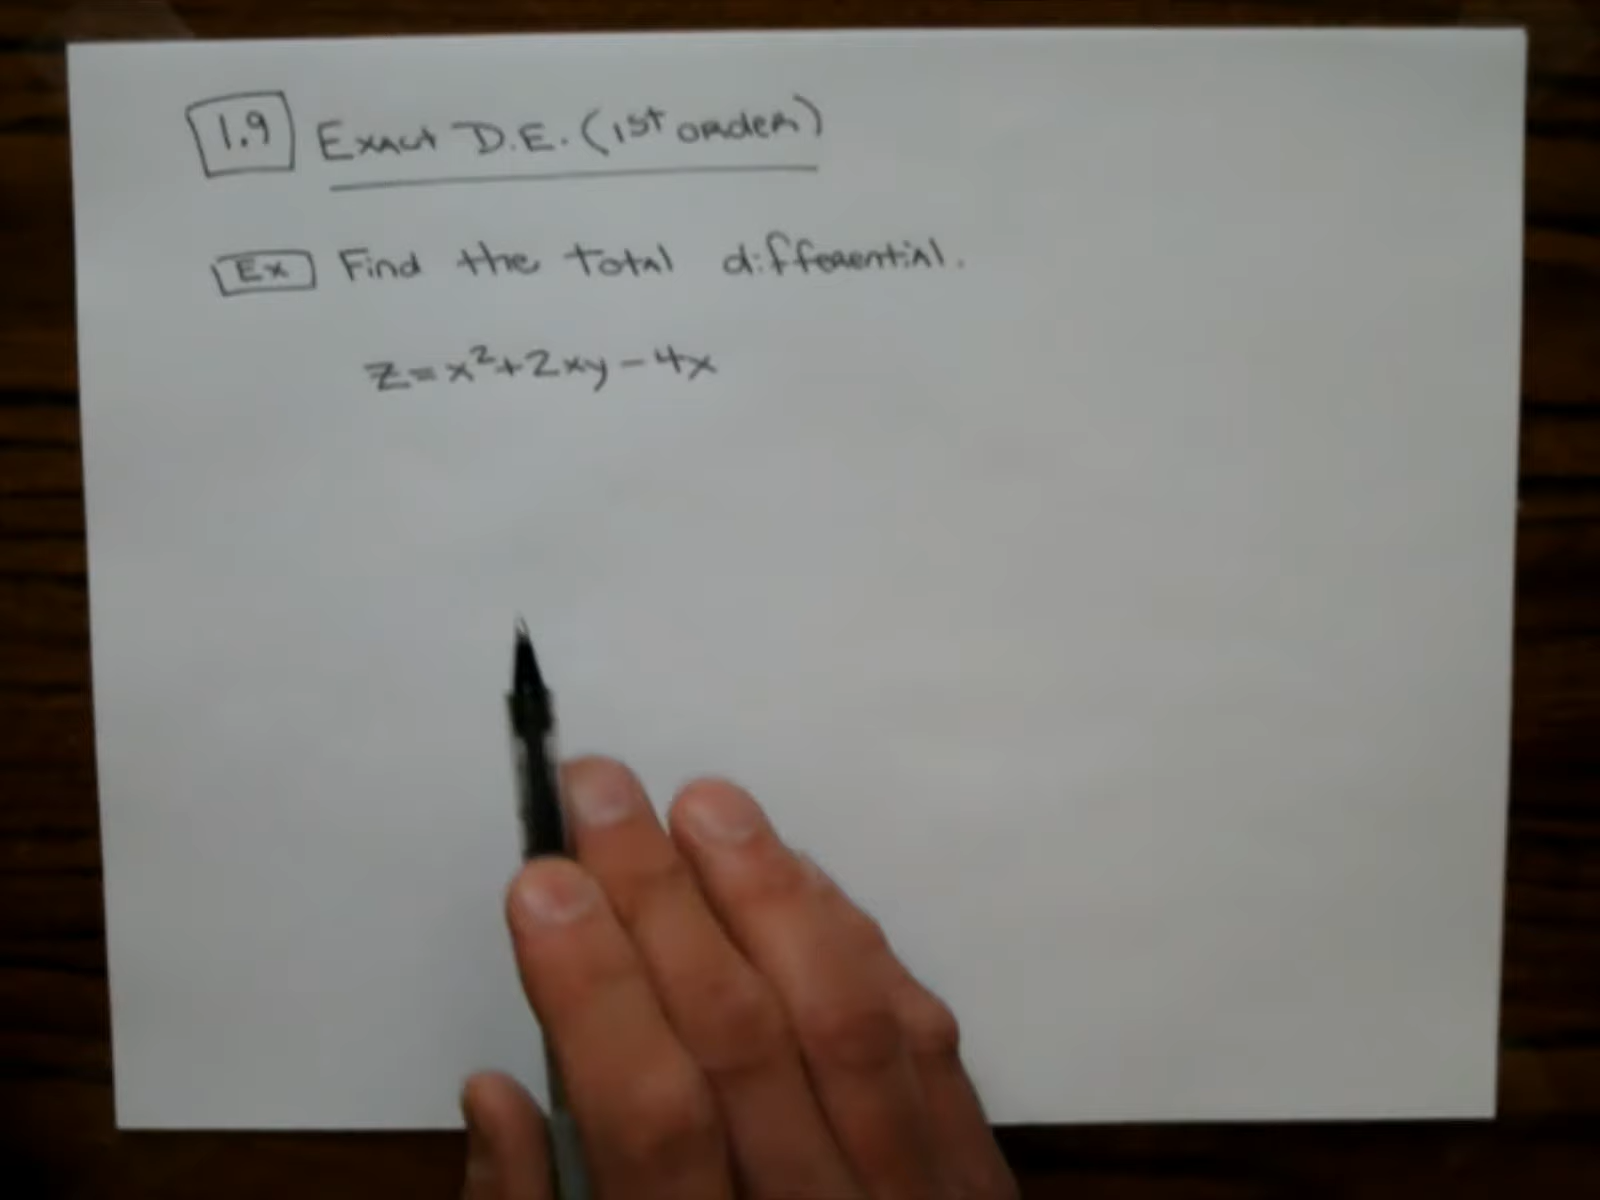 1.9 Exact D.E. (1st order)
Ex Find the total differential.
z=x²+2xy-4x